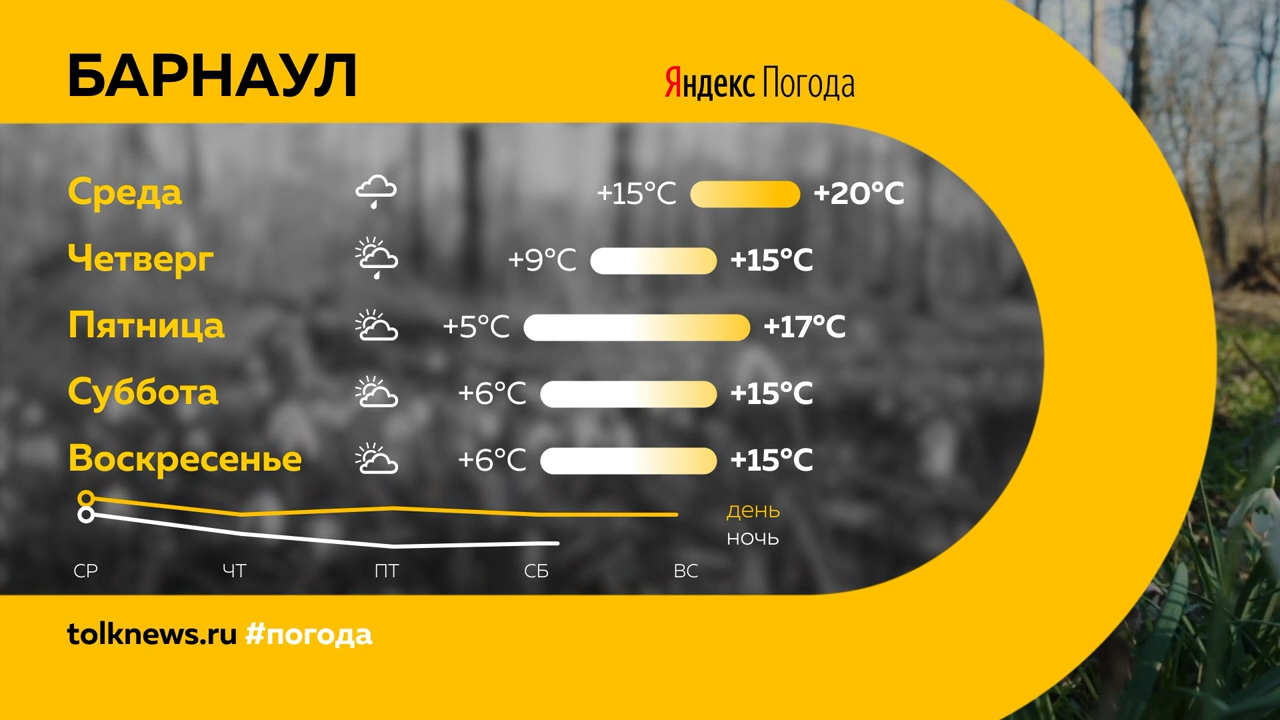 БАРНАУЛ
Яндекс Погода
Среда +15°C +20°C
Четверг +9°C +15°C
Пятница +5°C +17°C
Суббота +6°C +15°C
Воскресенье +6°C +15°C
день
ночь
СР ЧТ ПТ СБ ВС
tolknews.ru #погода